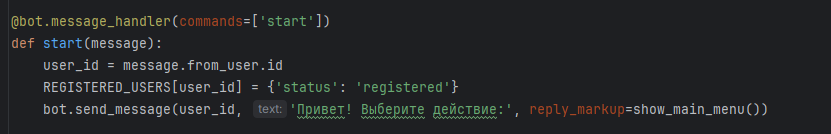 @bot.message_handler(commands=['start'])
def start(message):
    user_id = message.from_user.id
    REGISTERED_USERS[user_id] = {'status': 'registered'}
    bot.send_message(user_id, text: 'Привет! Выберите действие:', reply_markup=show_main_menu())